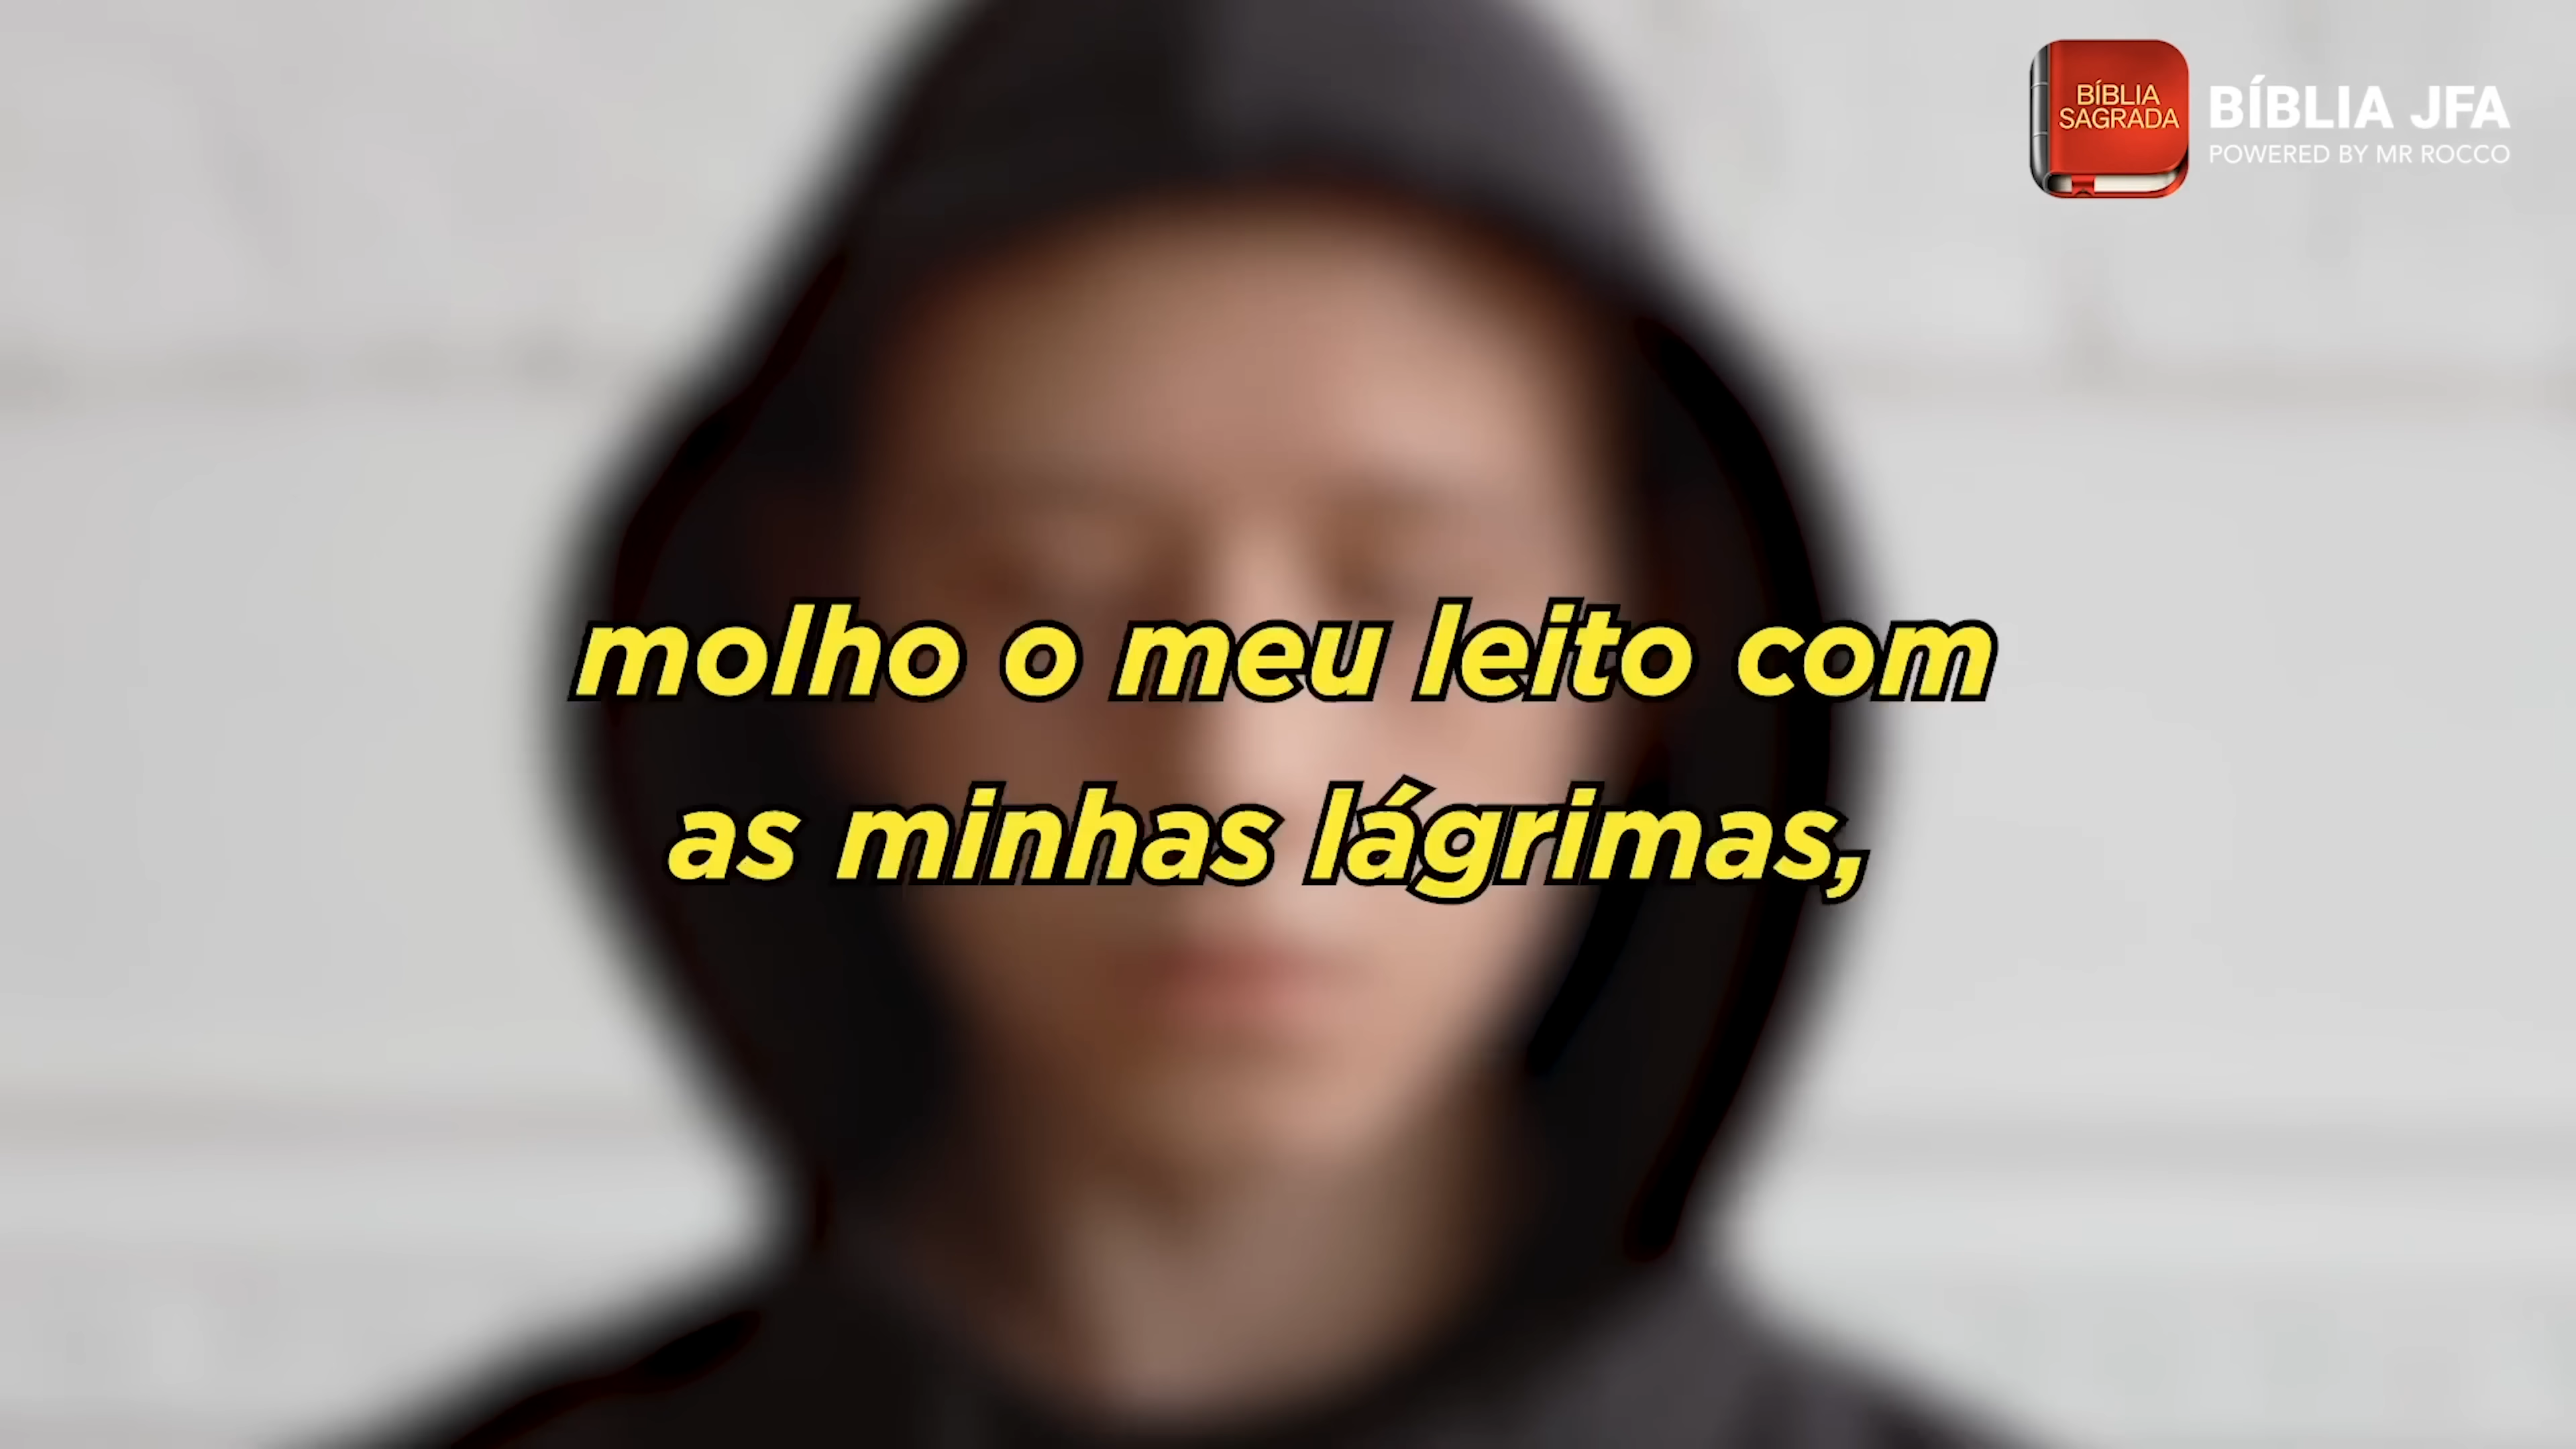 BÍBLIA
SAGRADA
BÍBLIA JFA
POWERED BY MR ROCCO
molho o meu leito com
as minhas lágrimas,